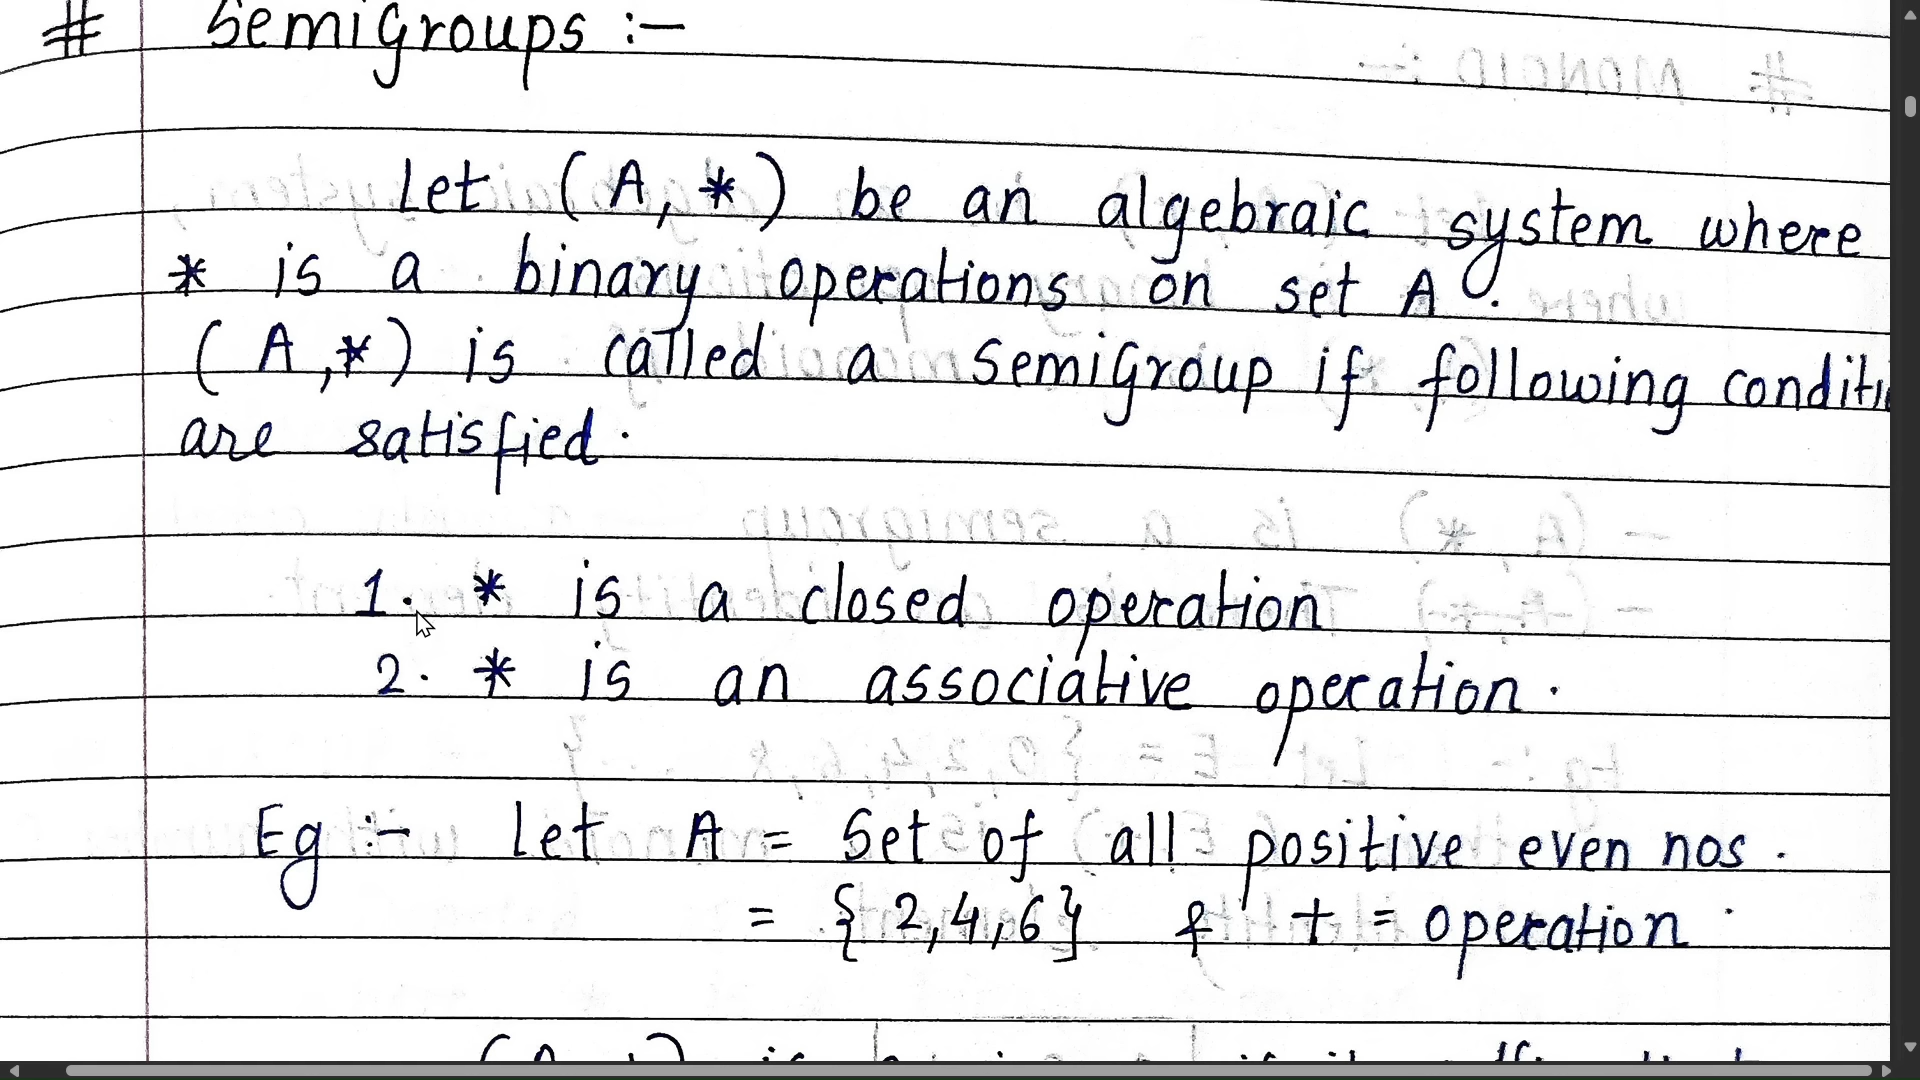 # Semigroups :-
Let (A, *) be an algebraic system where
* is a binary operations on set A.
(A, *) is called a SemiGroup if following
are satisfied.
1. * is a closed operation
2. * is an associative operation.
Eg :- Let A = Set of all positive even nos.
= {2,4,6} & + = operation.